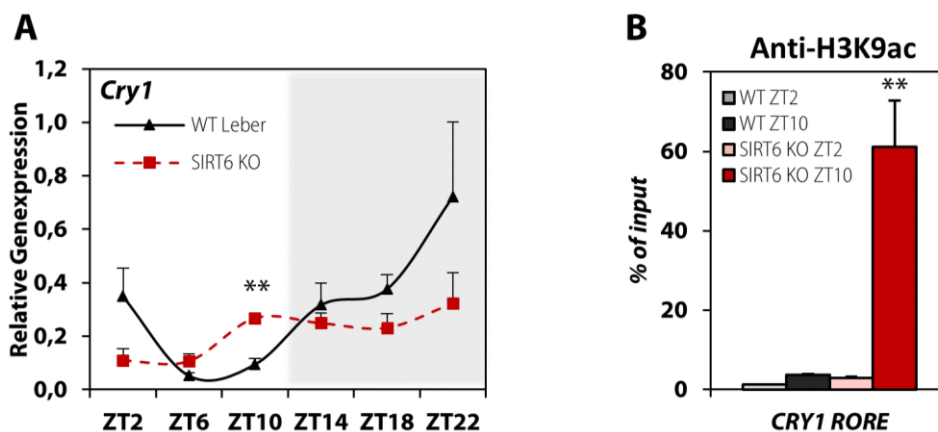 A
Cry1
WT Leber
SIRT6 KO
Relative Genexpression
1,2
1,0
0,8
0,6
0,4
0,2
0,0
**
ZT2 ZT6 ZT10 ZT14 ZT18 ZT22
B
Anti-H3K9ac
% of input
80
60
40
20
0
WT ZT2
WT ZT10
SIRT6 KO ZT2
SIRT6 KO ZT10
**
CRY1 RORE